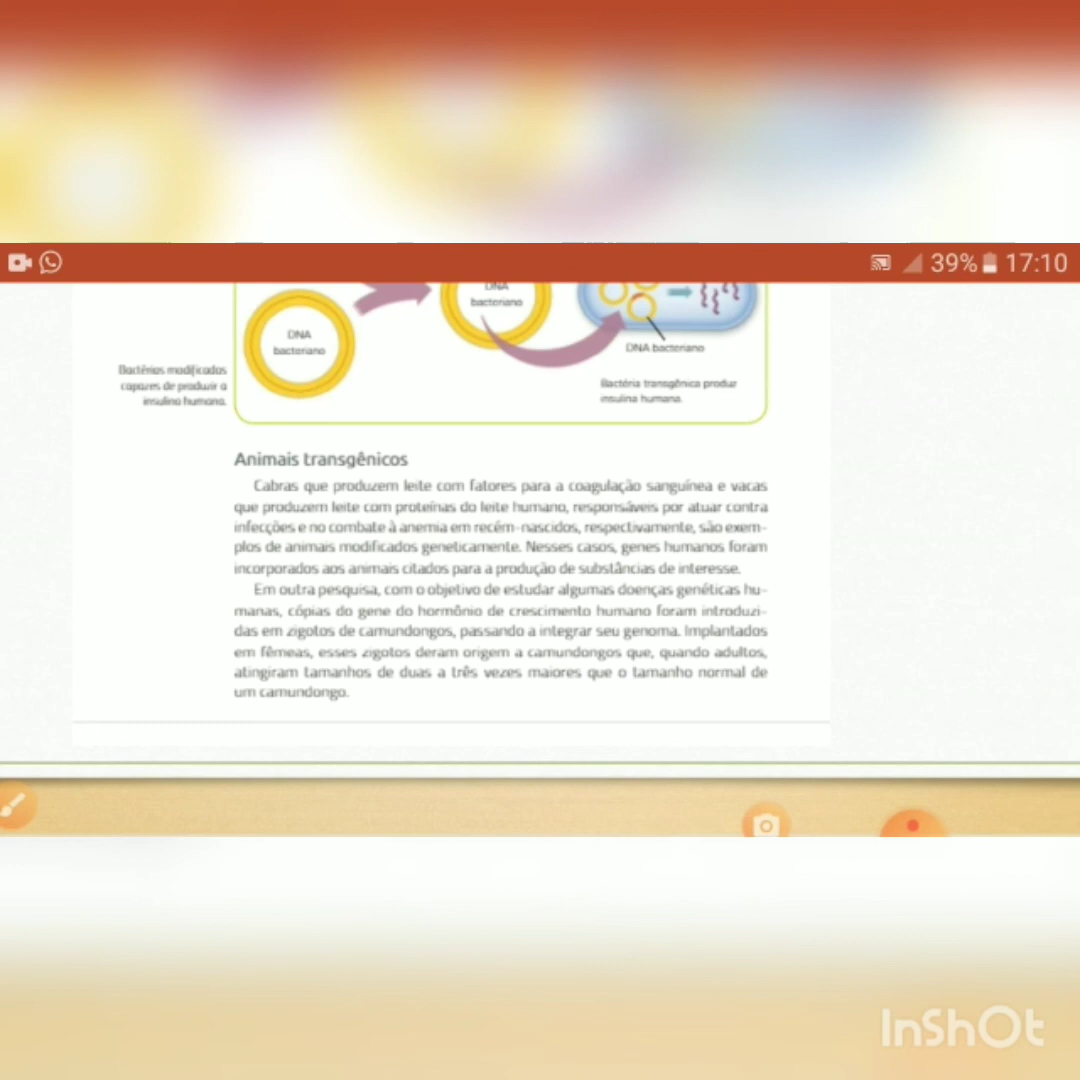 39% 17:10
DNA
bacteriano
DNA
bacteriano
DNA bacteriano
Bactérias modificadas
capazes de produzir a
insulina humana.
Bactéria transgênica produz
insulina humana.
Animais transgênicos
Cabras que produzem leite com fatores para a coagulação sanguínea e vacas
que produzem leite com proteínas do leite humano, responsáveis por atuar contra
infecções e no combate à anemia em recém-nascidos, respectivamente, são exem-
plos de animais modificados geneticamente. Nesses casos, genes humanos foram
incorporados aos animais citados para a produção de substâncias de interesse.
Em outra pesquisa, com o objetivo de estudar algumas doenças genéticas hu-
manas, cópias do gene do hormônio de crescimento humano foram introduzi-
das em zigotos de camundongos, passando a integrar seu genoma. Implantados
em fêmeas, esses zigotos deram origem a camundongos que, quando adultos,
atingiram tamanhos de duas a três vezes maiores que o tamanho normal de
um camundongo.
InShOt